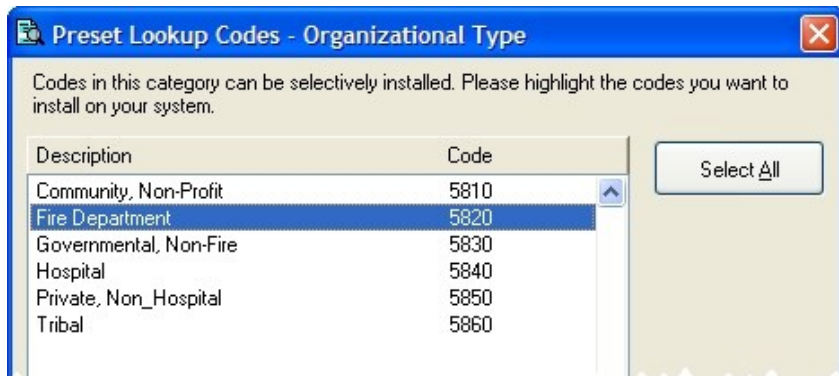 Preset Lookup Codes - Organizational Type
Codes in this category can be selectively installed. Please highlight the codes you want to
install on your system.
Description Code
Select All
Community, Non-Profit 5810
Fire Department 5820
Governmental, Non-Fire 5830
Hospital 5840
Private, Non_Hospital 5850
Tribal 5860